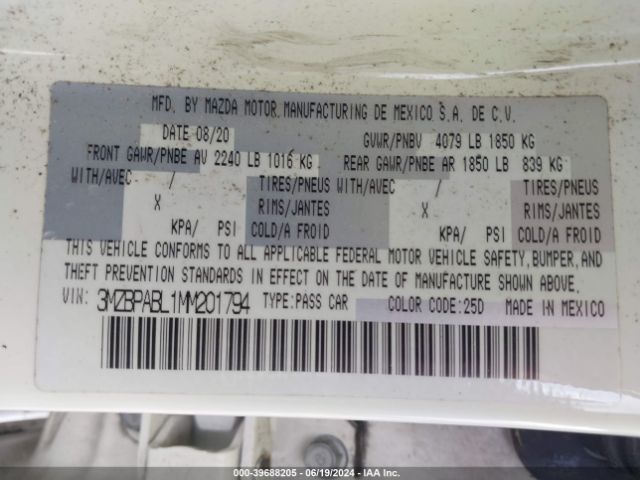 MFD. BY MAZDA MOTOR MANUFACTURING DE MEXICO S.A. DE C.V.
DATE 08/20 GVWR/PNBV 4079 LB 1850 KG
FRONT GAWR/PNBE AV 2240 LB 1016 KG REAR GAWR/PNBE AR 1850 LB 839 KG
WITH/AVEC / TIRES/PNEUS WITH/AVEC / TIRES/PNEUS
X RIMS/JANTES X RIMS/JANTES
KPA/ PSI COLD/A FROID KPA/ PSI COLD/A FROID
THIS VEHICLE CONFORMS TO ALL APPLICABLE FEDERAL MOTOR VEHICLE SAFETY, BUMPER, AND
THEFT PREVENTION STANDARDS IN EFFECT ON THE DATE OF MANUFACTURE SHOWN ABOVE.
VIN: 3MZBPABL1MM201794 TYPE: PASS CAR COLOR CODE: 25D MADE IN MEXICO
000-39688205 - 06/19/2024 - IAA Inc.